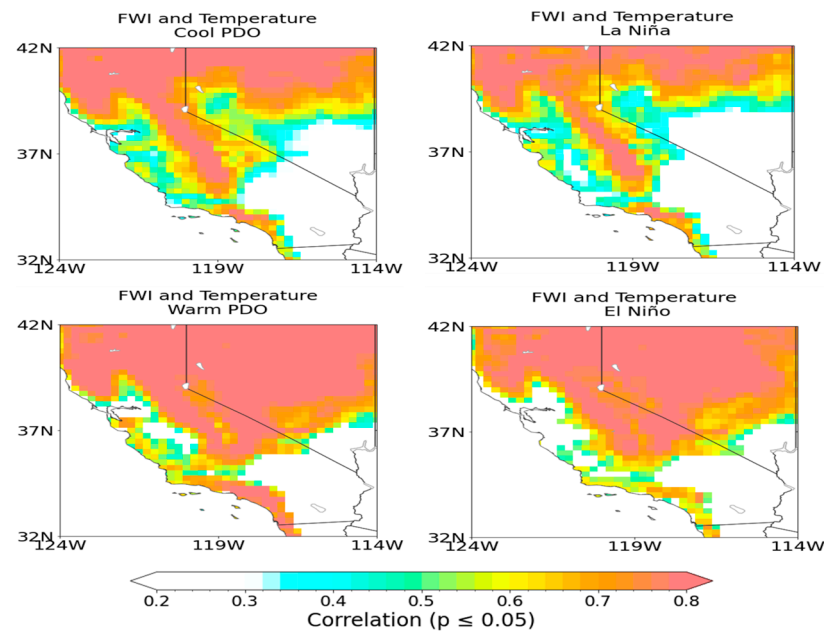 FWI and Temperature
Cool PDO
42N
37N
32N
124W
119W
114W
FWI and Temperature
La Niña
42N
37N
32N
124W
119W
114W
FWI and Temperature
Warm PDO
42N
37N
32N
124W
119W
114W
FWI and Temperature
El Niño
42N
37N
32N
124W
119W
114W
0.2 0.3 0.4 0.5 0.6 0.7 0.8
Correlation (p ≤ 0.05)